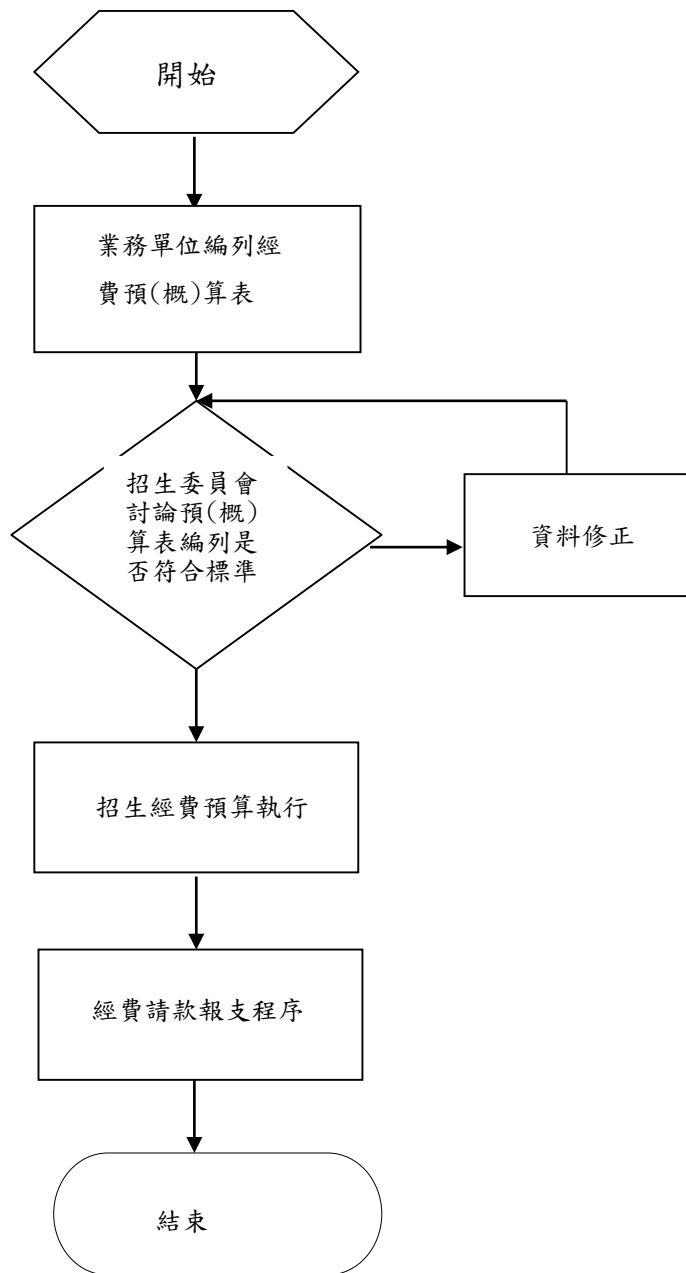 開始
業務單位編列經
費預(概)算表
招生委員會
討論預(概)
算表編列是
否符合標準
資料修正
招生經費預算執行
經費請款報支程序
結束